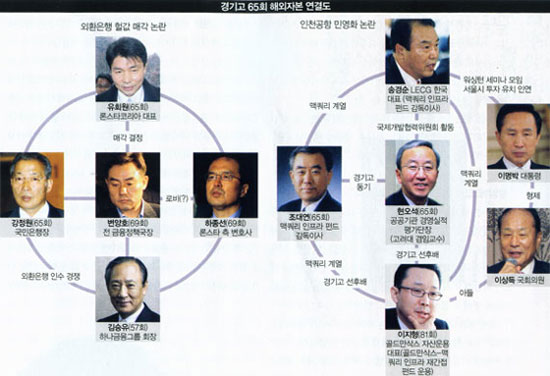 경기고 65회 해외자본 연결도
외환은행 헐값 매각 논란
인천공항 민영화 논란
유회원(65회)
론스타코리아 대표
매각 결정
강정원(65회)
국민은행장
변양호(69회)
전 금융정책국장
로비(?)
하종선(69회)
론스타 측 변호사
외환은행 인수 경쟁
김승유(57회)
하나금융그룹 회장
송경순 LECG 한국
대표 (맥쿼리 인프라
펀드 감독이사)
맥쿼리 계열
국제개발협력위원회 활동
워싱턴 세미나 모임
서울시 투자 유치 인연
이명박 대통령
형제
이상득 국회의원
조대연(65회)
맥쿼리 인프라 펀드
감독이사
경기고
동기
현오석(65회)
공공기관 경영실적
평가단장
(고려대 겸임교수)
맥쿼리
계열
맥쿼리 계열
경기고 선후배
경기고 선후배
아들
이지형(81회)
골드만삭스 자산운용
대표(골드만삭스-맥
쿼리 인프라 재간접
펀드 운용)